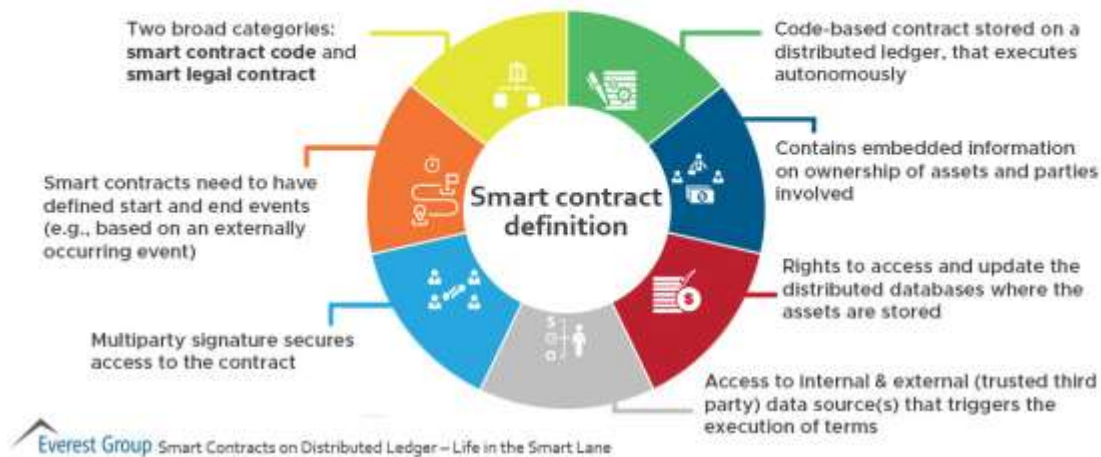 Two broad categories:
smart contract code and
smart legal contract
Code-based contract stored on a
distributed ledger, that executes
autonomously
Contains embedded information
on ownership of assets and parties
involved
Smart contracts need to have
defined start and end events
(e.g., based on an externally
occurring event)
Smart contract
definition
Rights to access and update the
distributed databases where the
assets are stored
Multiparty signature secures
access to the contract
Access to internal & external (trusted third
party) data source(s) that triggers the
execution of terms
Everest Group Smart Contracts on Distributed Ledger – Life in the Smart Lane